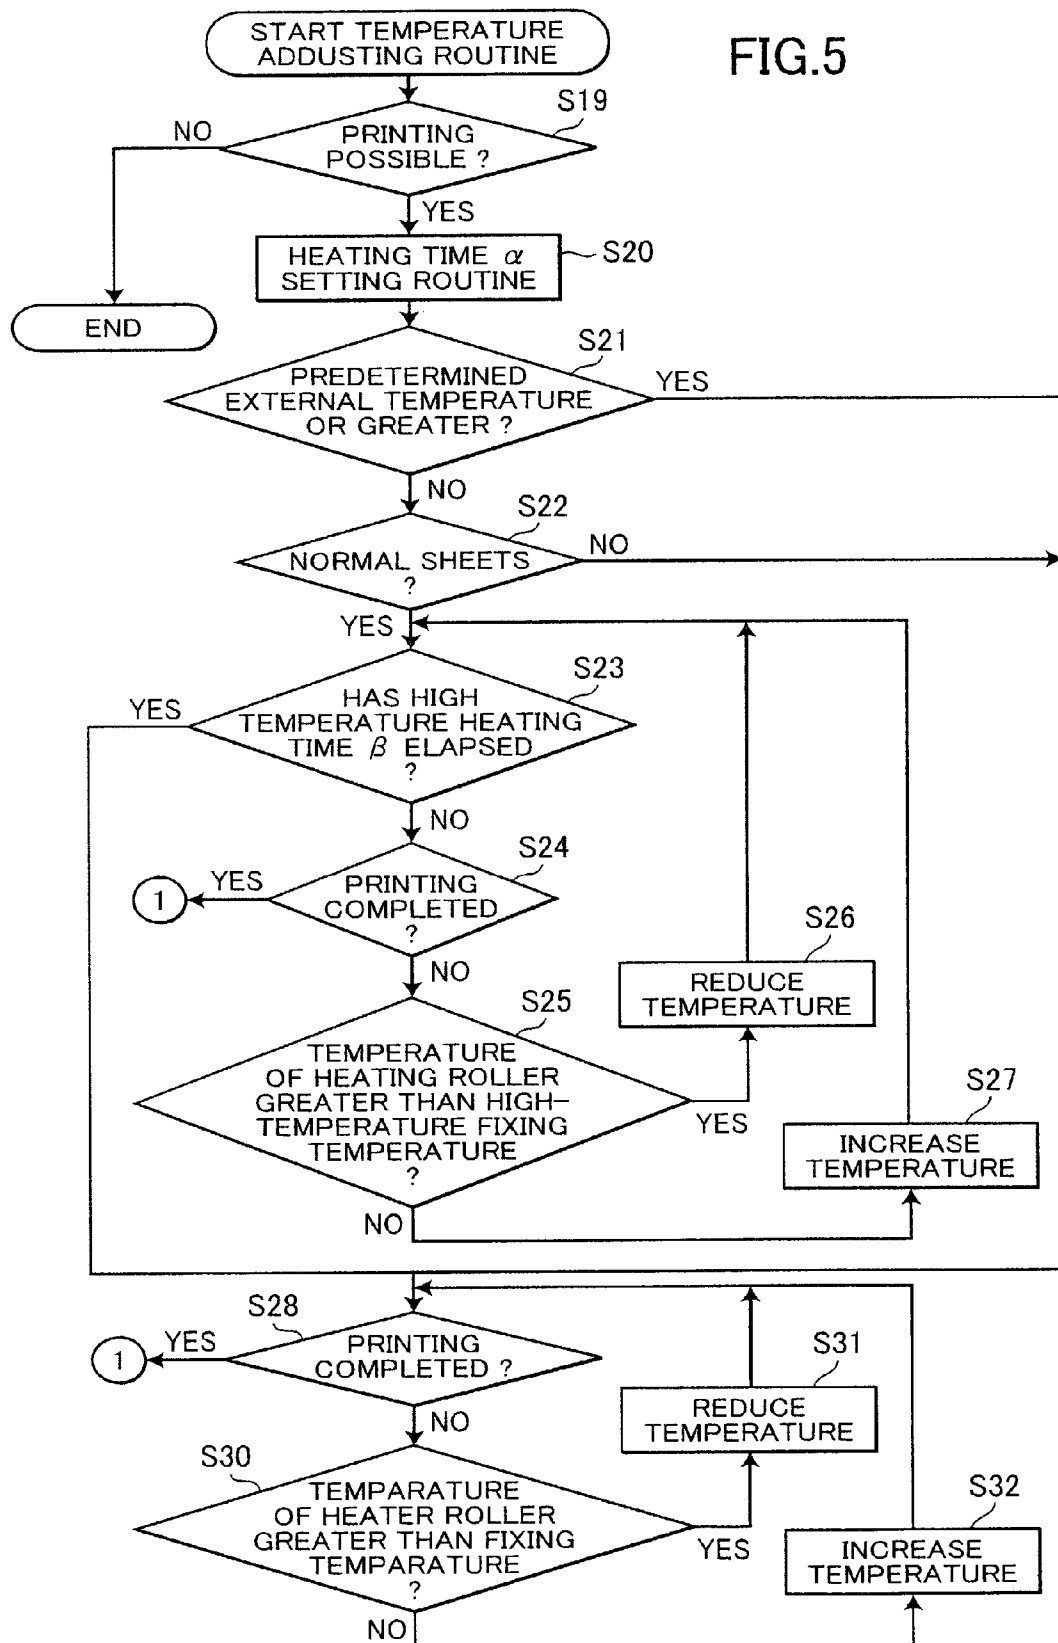 START TEMPERATURE
ADDUSTING ROUTINE
FIG.5
S19
NO
PRINTING
POSSIBLE ?
YES
HEATING TIME α
SETTING ROUTINE
S20
END
S21
PREDETERMINED
EXTERNAL TEMPERATURE
OR GREATER ?
YES
NO
S22
NORMAL SHEETS
?
NO
YES
S23
HAS HIGH
TEMPERATURE HEATING
TIME β ELAPSED
?
YES
NO
S24
PRINTING
COMPLETED
?
YES
1
NO
S26
REDUCE
TEMPERATURE
S25
TEMPERATURE
OF HEATING ROLLER
GREATER THAN HIGH-
TEMPERATURE FIXING
TEMPERATURE
?
YES
S27
INCREASE
TEMPERATURE
NO
S28
PRINTING
COMPLETED ?
YES
1
NO
S31
REDUCE
TEMPERATURE
S30
TEMPARATURE
OF HEATER ROLLER
GREATER THAN FIXING
TEMPARATURE
?
YES
S32
INCREASE
TEMPERATURE
NO